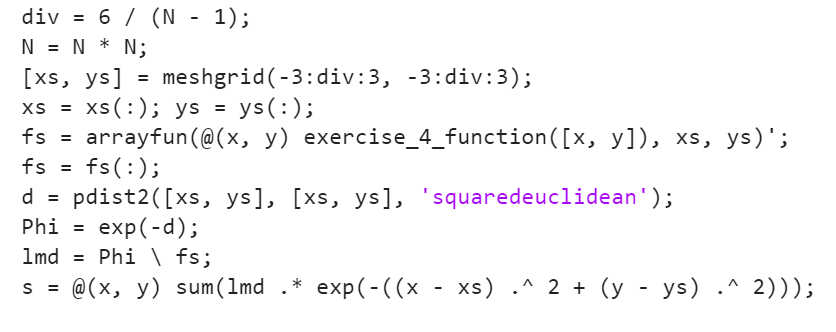 div = 6 / (N - 1);
N = N * N;
[xs, ys] = meshgrid(-3:div:3, -3:div:3);
xs = xs(:); ys = ys(:);
fs = arrayfun(@(x, y) exercise_4_function([x, y]), xs, ys)';
fs = fs(:);
d = pdist2([xs, ys], [xs, ys], 'squaredeuclidean');
Phi = exp(-d);
lmd = Phi \ fs;
s = @(x, y) sum(lmd .* exp(-((x - xs) .^ 2 + (y - ys) .^ 2)));